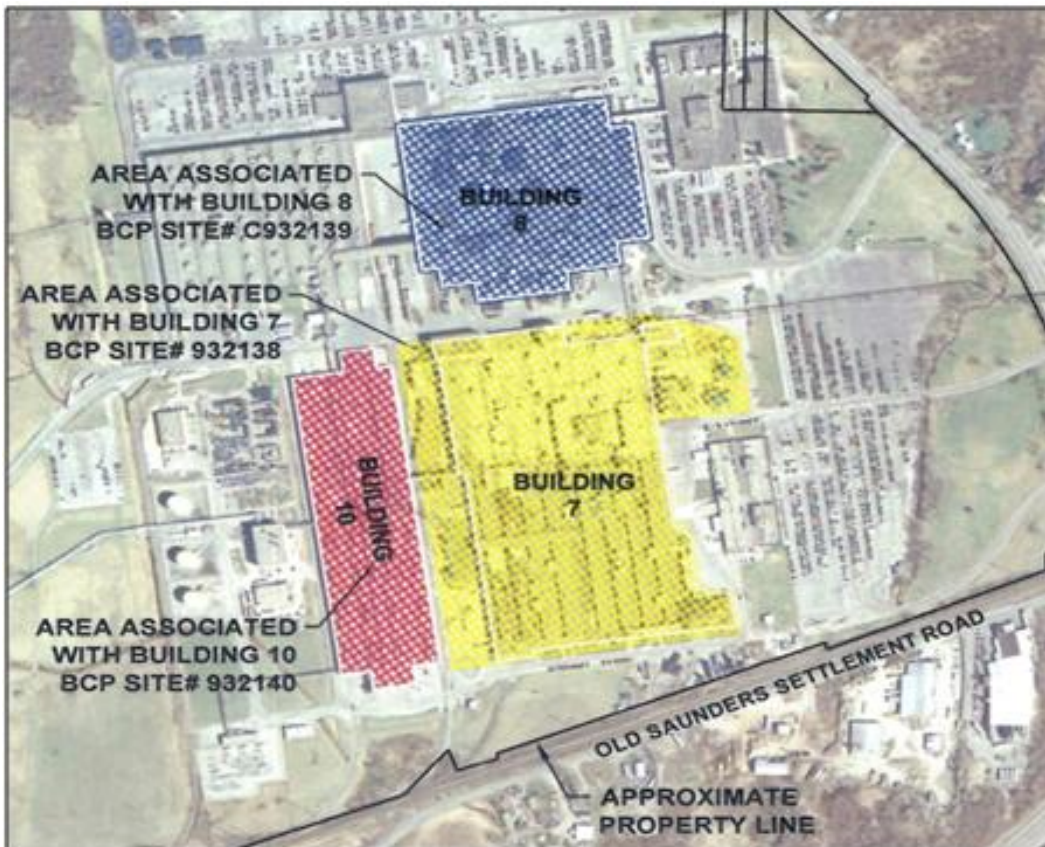 AREA ASSOCIATED
WITH BUILDING 8
BCP SITE# C932139
BUILDING
8
AREA ASSOCIATED
WITH BUILDING 7
BCP SITE# 932138
BUILDING
7
BUILDING
10
AREA ASSOCIATED
WITH BUILDING 10
BCP SITE# 932140
OLD SAUNDERS SETTLEMENT ROAD
APPROXIMATE
PROPERTY LINE